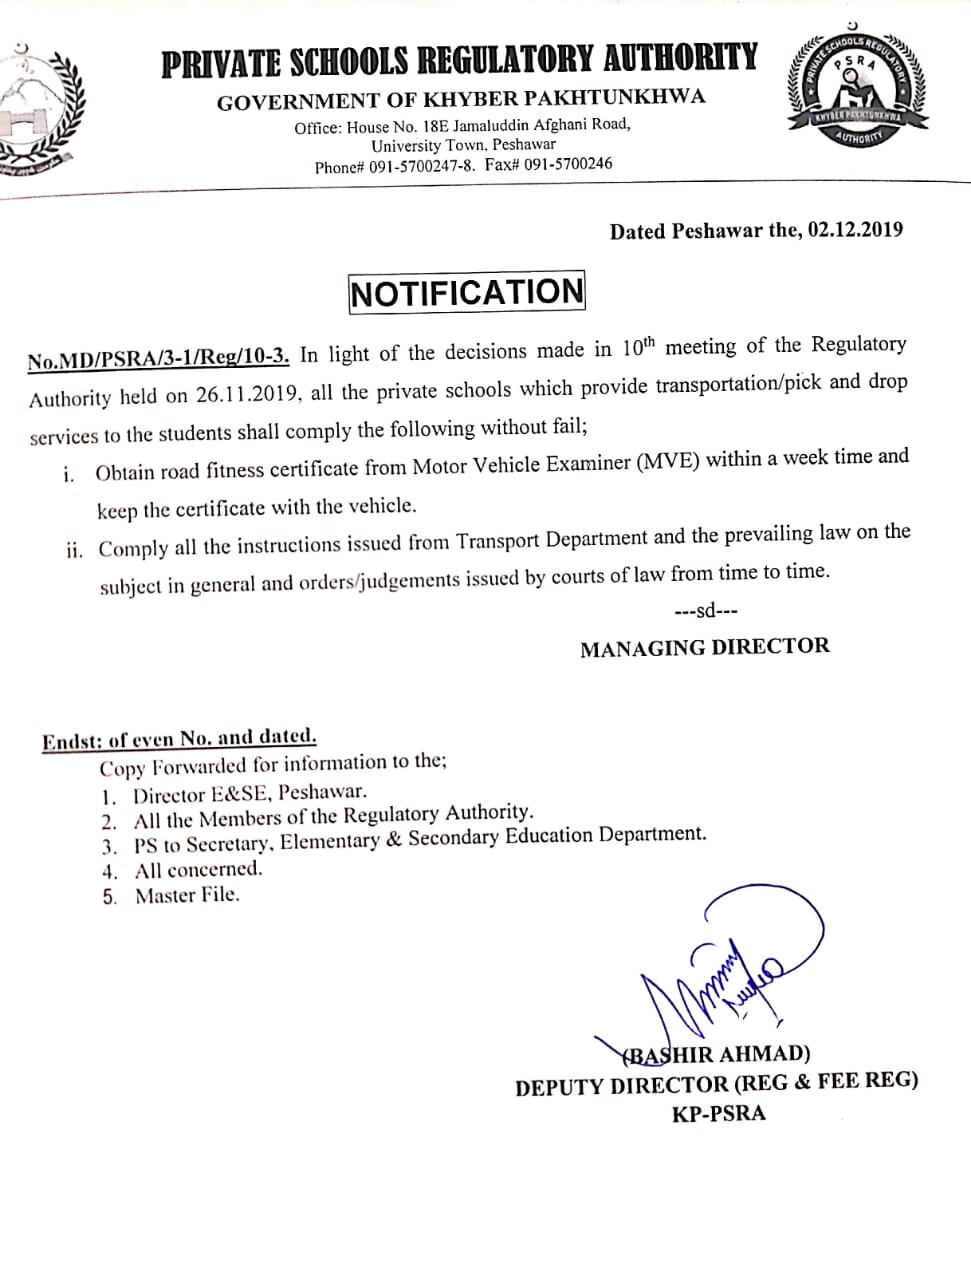 PRIVATE SCHOOLS REGULATORY AUTHORITY
GOVERNMENT OF KHYBER PAKHTUNKHWA
Office: House No. 18E Jamaluddin Afghani Road,
University Town, Peshawar
Phone# 091-5700247-8. Fax# 091-5700246
PRIVATE SCHOOLS REGULATORY
PSRA
KHYBER PAKHTUNKHWA
AUTHORITY
Dated Peshawar the, 02.12.2019
NOTIFICATION
No.MD/PSRA/3-1/Reg/10-3. In light of the decisions made in 10th meeting of the Regulatory
Authority held on 26.11.2019, all the private schools which provide transportation/pick and drop
services to the students shall comply the following without fail;
i. Obtain road fitness certificate from Motor Vehicle Examiner (MVE) within a week time and
keep the certificate with the vehicle.
ii. Comply all the instructions issued from Transport Department and the prevailing law on the
subject in general and orders/judgements issued by courts of law from time to time.
---sd---
MANAGING DIRECTOR
Endst: of even No. and dated.
Copy Forwarded for information to the;
1. Director E&SE, Peshawar.
2. All the Members of the Regulatory Authority.
3. PS to Secretary, Elementary & Secondary Education Department.
4. All concerned.
5. Master File.
(BASHIR AHMAD)
DEPUTY DIRECTOR (REG & FEE REG)
KP-PSRA